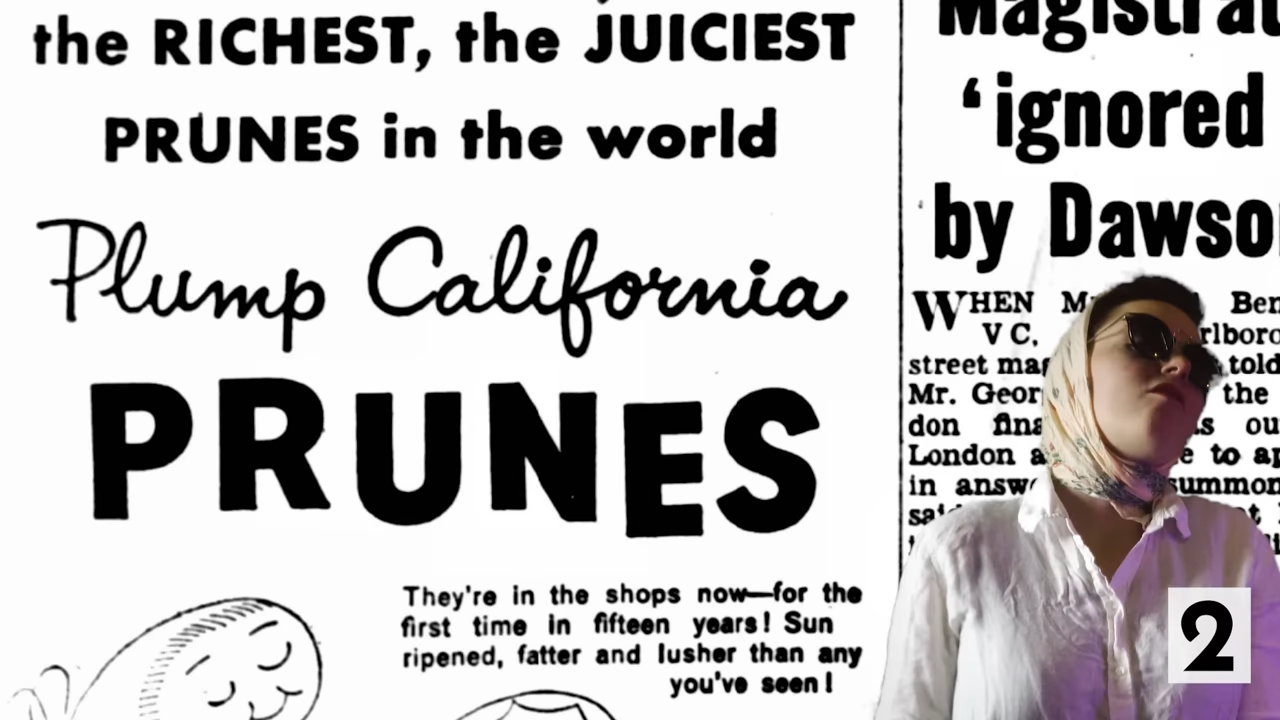 the RICHEST, the JUICIEST
PRUNES in the world
Plump California
PRUNES
They're in the shops now—for the
first time in fifteen years! Sun
ripened, fatter and lusher than any
you've seen!
'ignored
by
WHEN
V C,
told
street
Mr. the
don
London to
in
2